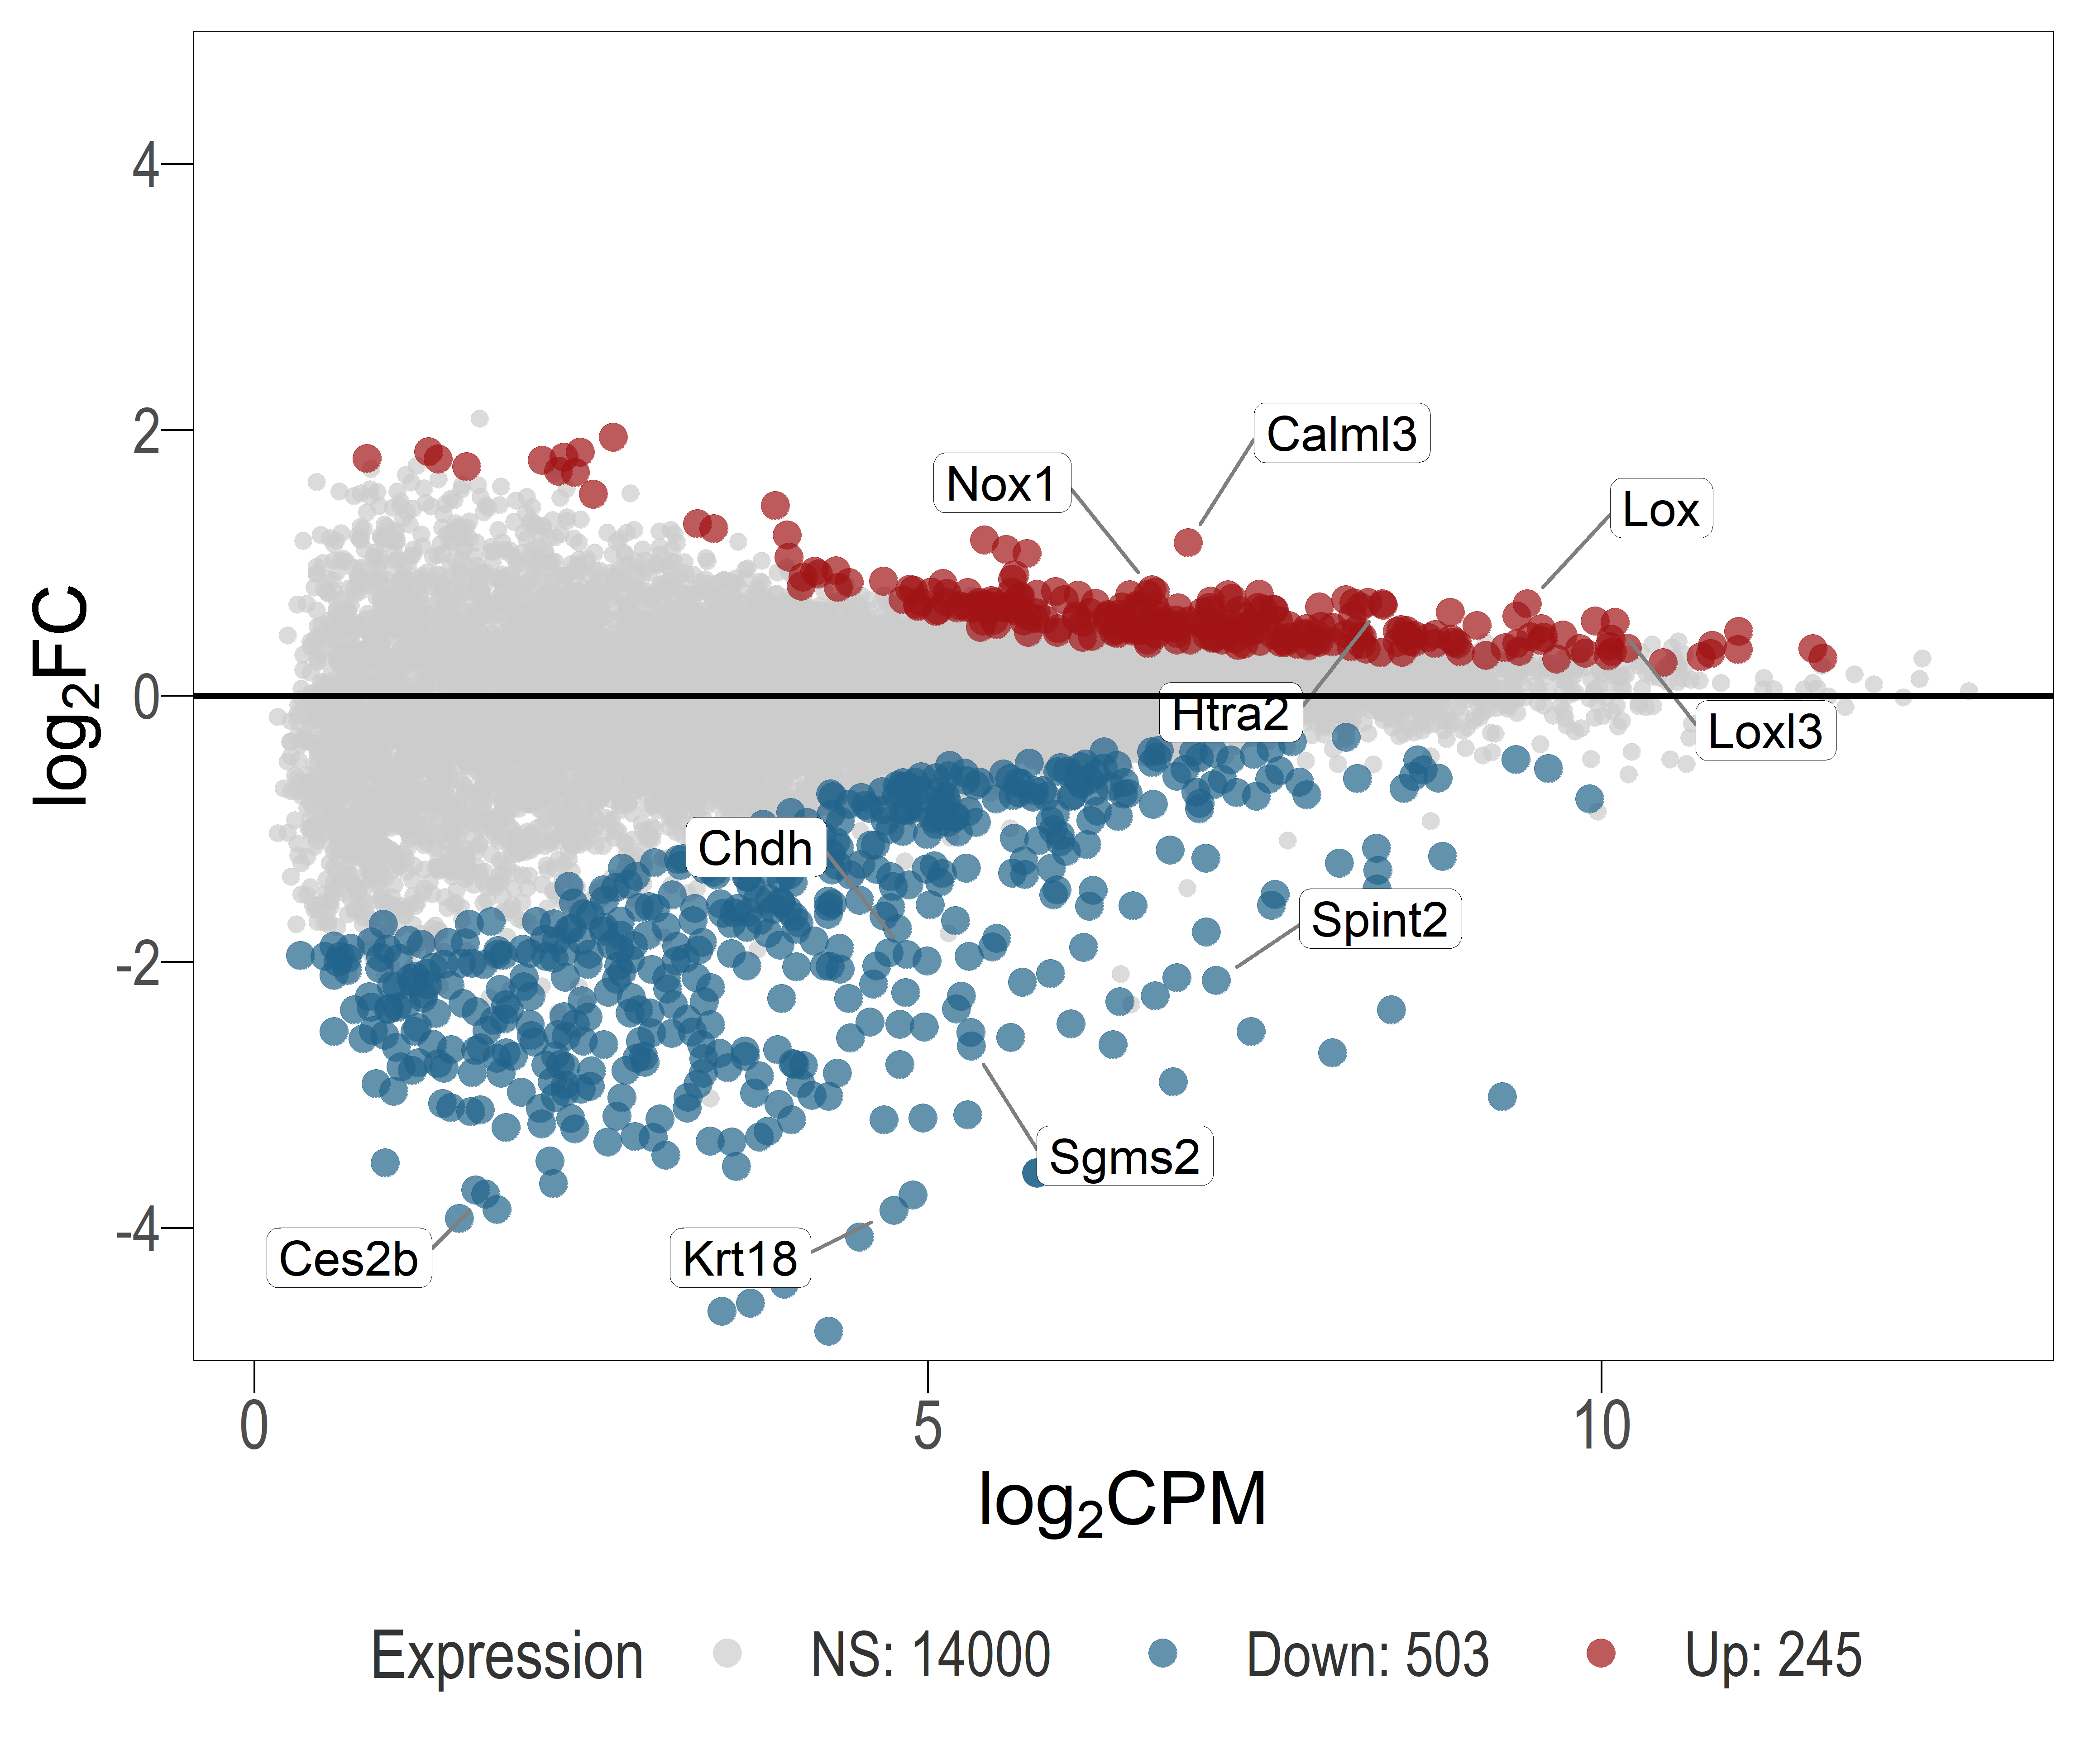 4
Calml3
2
Nox1
Lox
log2FC
0
Htra2
Loxl3
Chdh
Spint2
-2
Sgms2
-4
Ces2b
Krt18
0 5 10
log2CPM
Expression NS: 14000 Down: 503 Up: 245